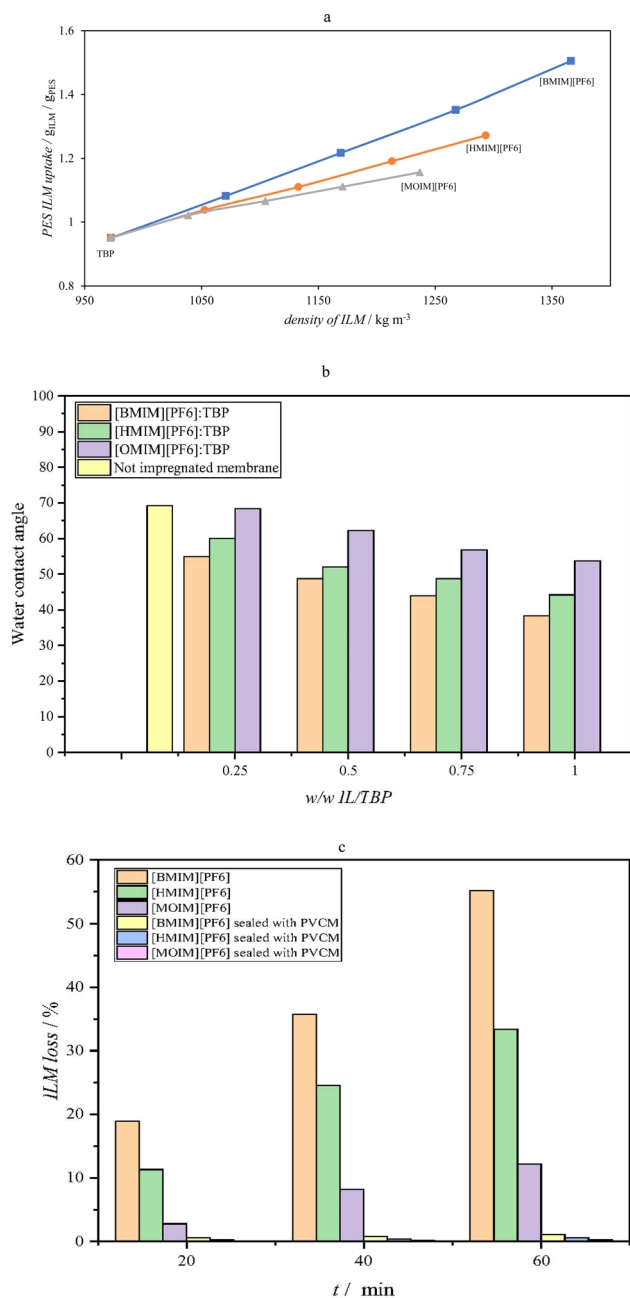 a
1.6
1.4
1.2
1
0.8
PES ILM uptake / gILM / gPES
[BMIM][PF6]
[HMIM][PF6]
[MOIM][PF6]
TBP
950
1050
1150
1250
1350
density of ILM / kg m-3
b
100
90
80
70
60
50
40
30
20
10
0
Water contact angle
[BMIM][PF6]:TBP
[HMIM][PF6]:TBP
[OMIM][PF6]:TBP
Not impregnated membrane
0.25
0.5
0.75
1
w/w IL/TBP
c
60
50
40
30
20
10
0
ILM loss / %
[BMIM][PF6]
[HMIM][PF6]
[MOIM][PF6]
[BMIM][PF6] sealed with PVCM
[HMIM][PF6] sealed with PVCM
[MOIM][PF6] sealed with PVCM
20
40
60
t / min